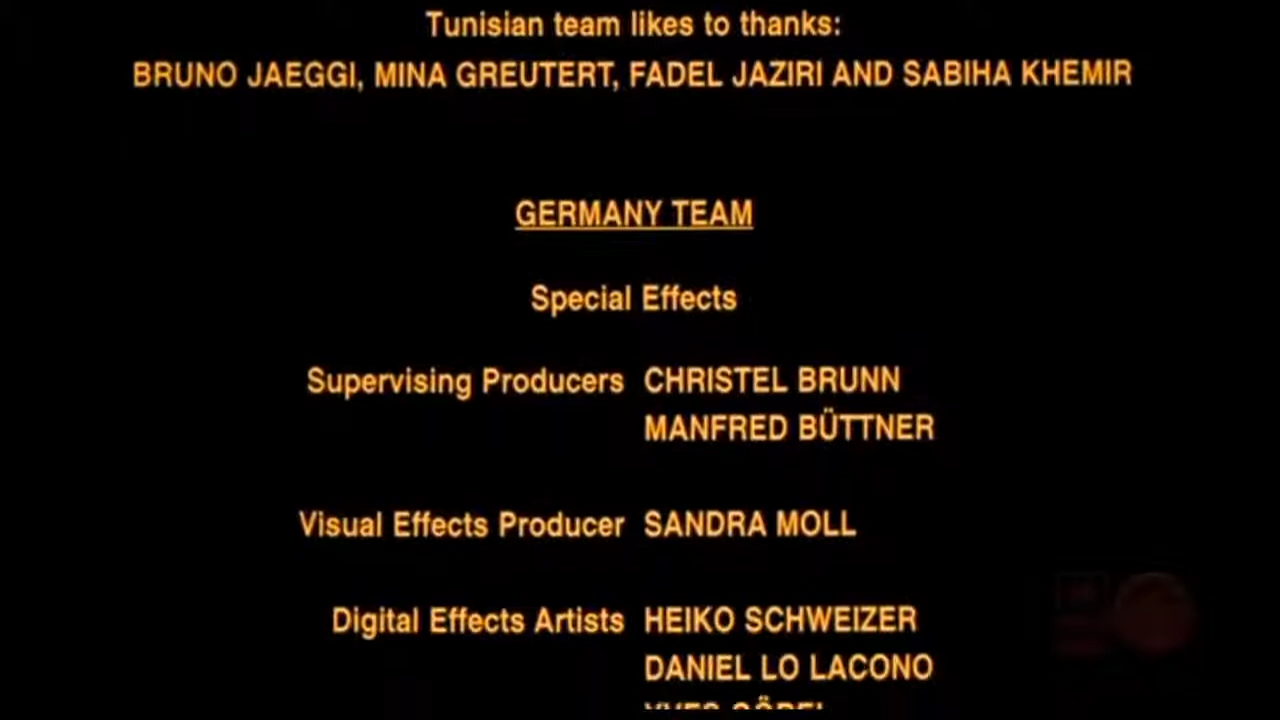 Tunisian team likes to thanks:
BRUNO JAEGGI, MINA GREUTERT, FADEL JAZIRI AND SABIHA KHEMIR
GERMANY TEAM
Special Effects
Supervising Producers CHRISTEL BRUNN
MANFRED BÜTTNER
Visual Effects Producer SANDRA MOLL
Digital Effects Artists HEIKO SCHWEIZER
DANIEL LO LACONO